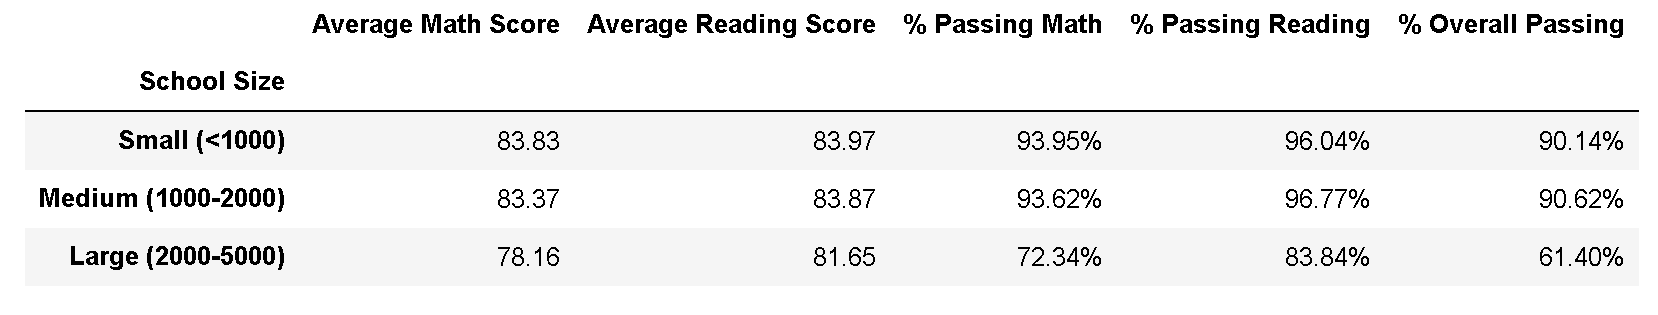 Average Math Score Average Reading Score % Passing Math % Passing Reading % Overall Passing
School Size
Small (<1000) 83.83 83.97 93.95% 96.04% 90.14%
Medium (1000-2000) 83.37 83.87 93.62% 96.77% 90.62%
Large (2000-5000) 78.16 81.65 72.34% 83.84% 61.40%